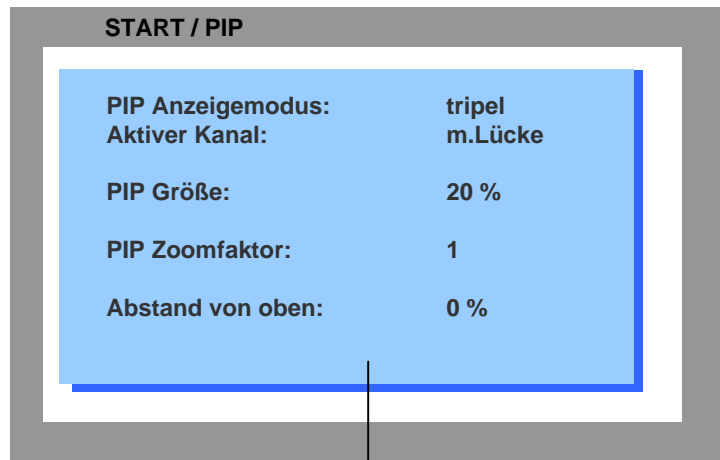 START / PIP
PIP Anzeigemodus: tripel
Aktiver Kanal: m.Lücke
PIP Größe: 20 %
PIP Zoomfaktor: 1
Abstand von oben: 0 %